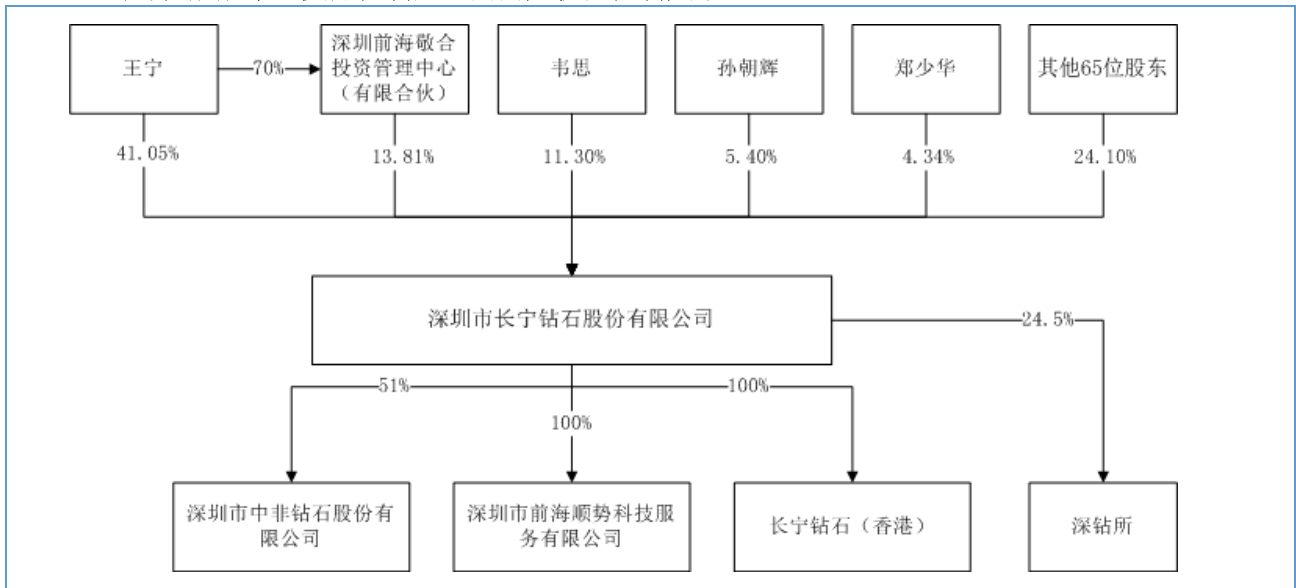 王宁
70%
深圳前海敬合
投资管理中心
（有限合伙）
韦思
孙朝辉
郑少华
其他65位股东
41.05%
13.81%
11.30%
5.40%
4.34%
24.10%
深圳市长宁钻石股份有限公司
24.5%
51%
100%
100%
深圳市中非钻石股份有
限公司
深圳市前海顺势科技服
务有限公司
长宁钻石（香港）
深钻所